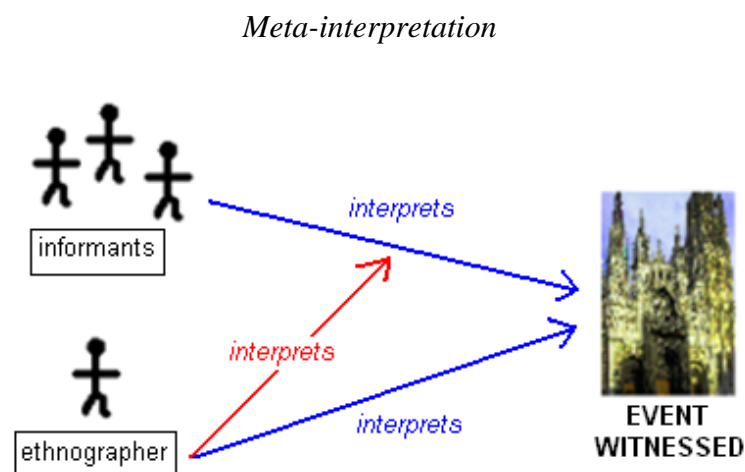 Meta-interpretation
interprets
informants
interprets
interprets
ethnographer
EVENT
WITNESSED